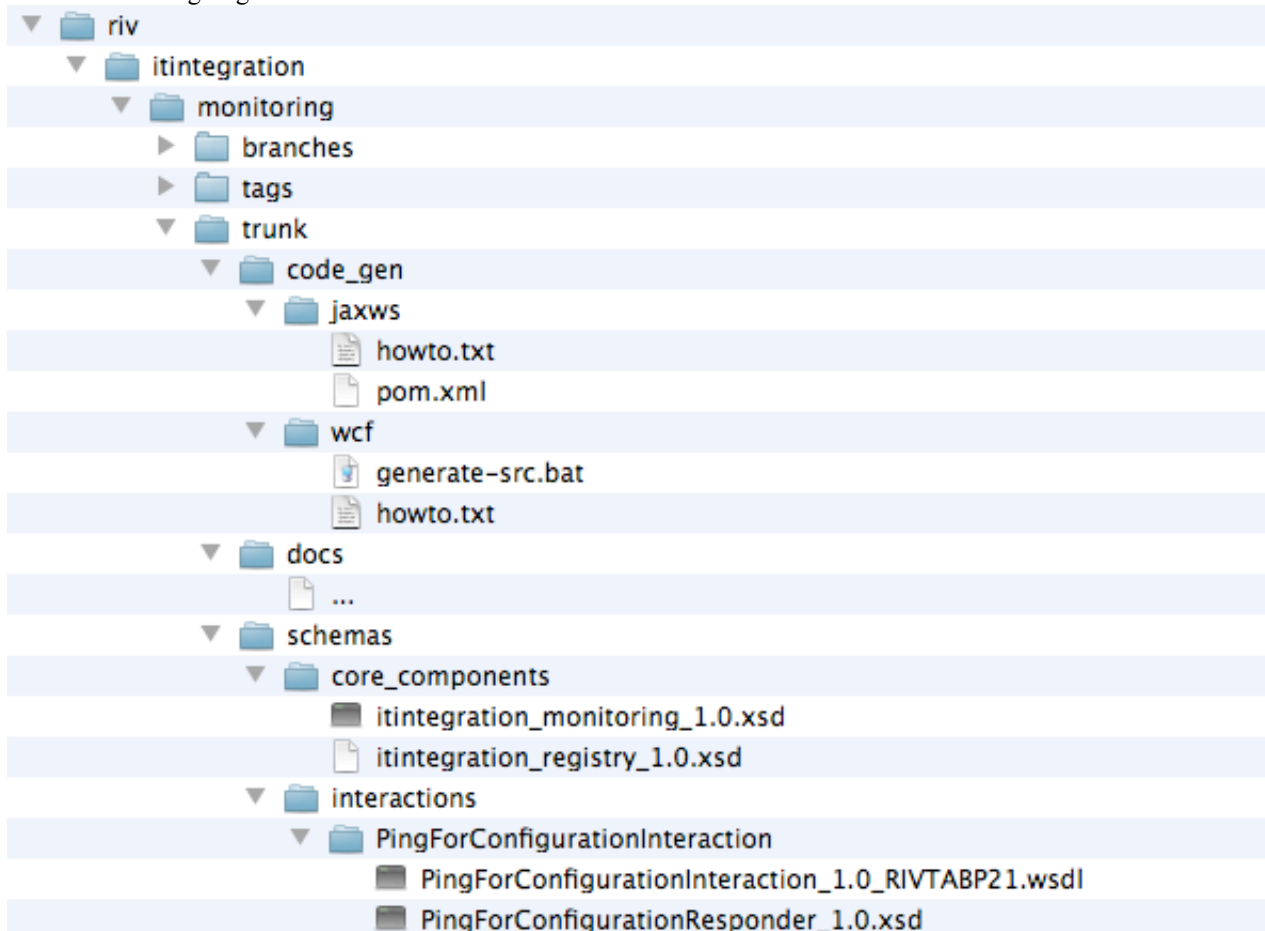 riv
itintegration
monitoring
branches
tags
trunk
code_gen
jaxws
howto.txt
pom.xml
wcf
generate-src.bat
howto.txt
docs
...
schemas
core_components
itintegration_monitoring_1.0.xsd
itintegration_registry_1.0.xsd
interactions
PingForConfigurationInteraction
PingForConfigurationInteraction_1.0_RIVTABP21.wsdl
PingForConfigurationResponder_1.0.xsd